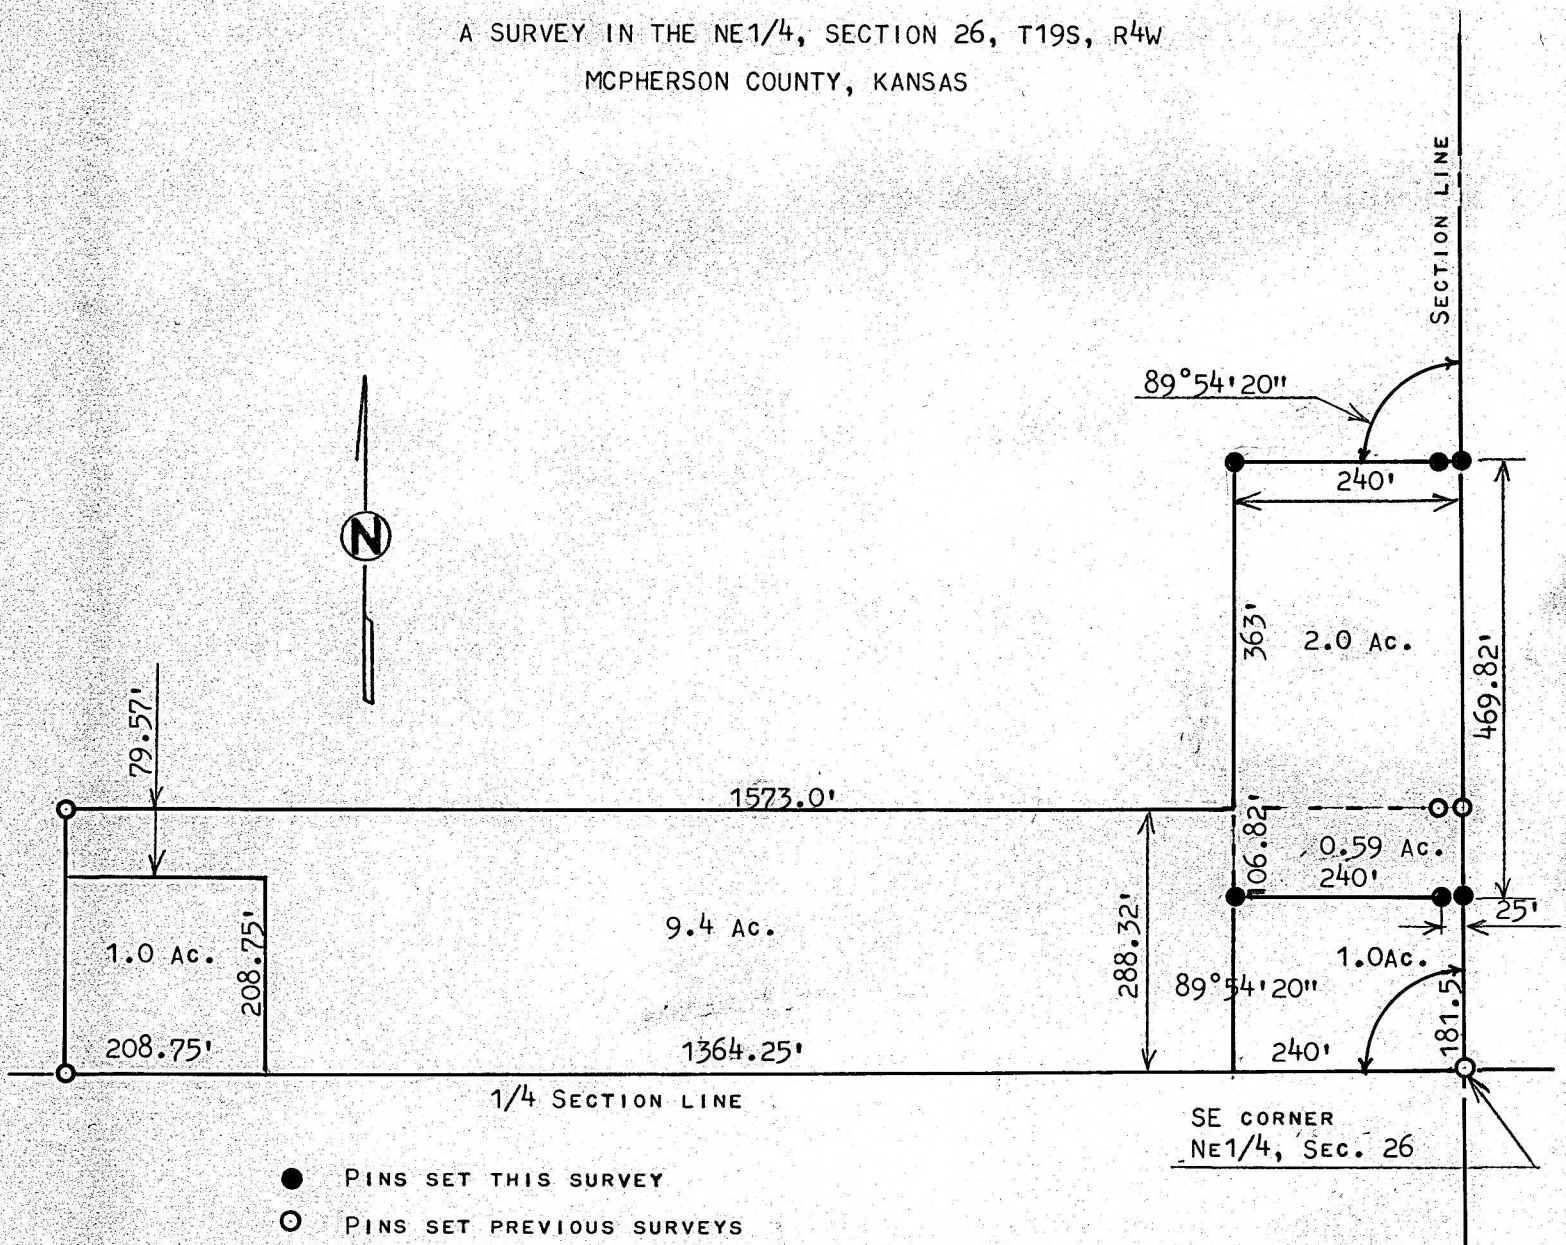 A SURVEY IN THE NE1/4, SECTION 26, T19S, R4W
MCPHERSON COUNTY, KANSAS
SECTION LINE
89°54'20"
240'
N
363'
2.0 Ac.
469.82'
79.57'
1573.0'
106.82'
0.59 Ac.
240'
25'
288.32'
9.4 Ac.
1.0 Ac.
208.75'
1.0Ac.
89°54'20"
181.5'
208.75'
1364.25'
240'
1/4 SECTION LINE
SE CORNER
NE1/4, SEC. 26
PINS SET THIS SURVEY
PINS SET PREVIOUS SURVEYS